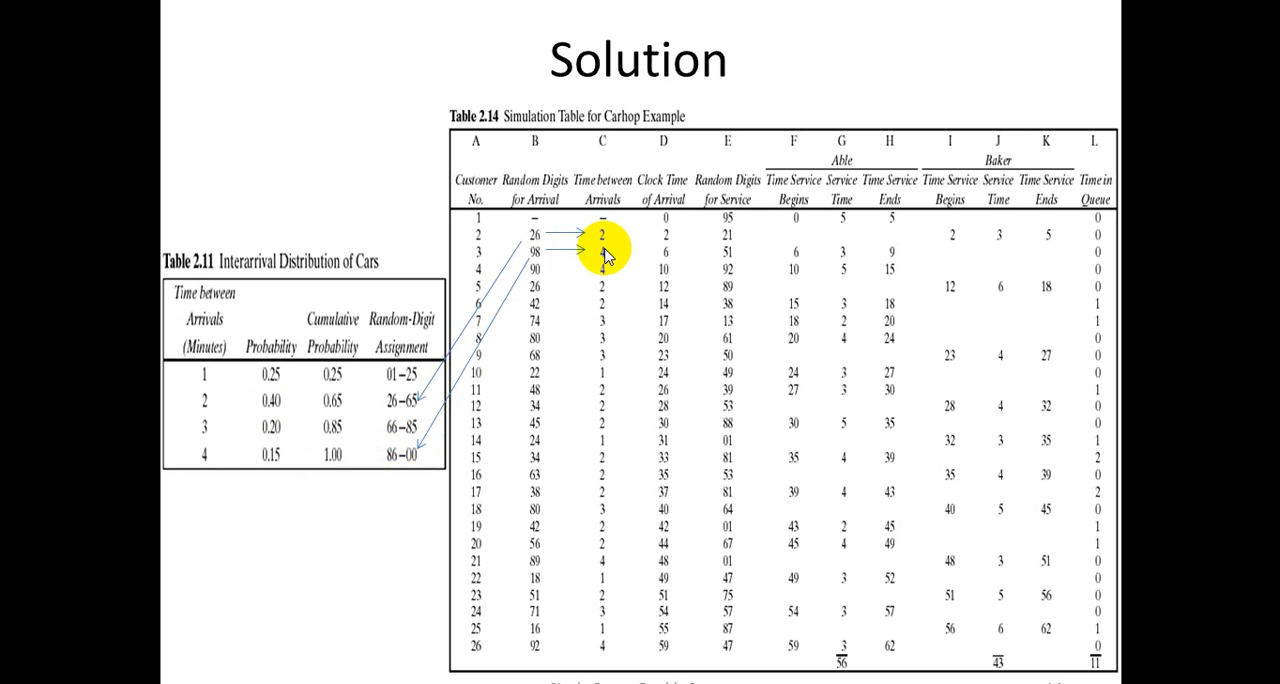 Solution
Table 2.14 Simulation Table for Carhop Example
A B C D E F G H I J K L
Able Baker
Customer Random Digits Time between Clock Time Random Digits Time Service Service Time Service Time Service Service Time Service Time in
No. for Arrival Arrivals of Arrival for Service Begins Time Ends Begins Time Ends Queue
1 – – 0 95 0 5 5 0
2 26 2 2 21 2 3 5 0
3 98 4 6 51 6 3 9 0
4 90 4 10 92 10 5 15 0
5 26 2 12 89 12 6 18 0
6 42 2 14 38 15 3 18 1
7 74 3 17 13 18 2 20 1
8 80 3 20 61 20 4 24 0
9 68 3 23 50 23 4 27 0
10 22 1 24 49 24 3 27 0
11 48 2 26 39 27 3 30 1
12 34 2 28 53 28 4 32 0
13 45 2 30 88 30 5 35 0
14 24 1 31 01 32 3 35 1
15 34 2 33 81 35 4 39 2
16 63 2 35 53 35 4 39 0
17 38 2 37 81 39 4 43 2
18 80 3 40 64 40 5 45 0
19 42 2 42 01 43 2 45 1
20 56 2 44 67 45 4 49 1
21 89 4 48 01 48 3 51 0
22 18 1 49 47 49 3 52 0
23 51 2 51 75 51 5 56 0
24 71 3 54 57 54 3 57 0
25 16 1 55 87 56 6 62 1
26 92 4 59 47 59 3 62 0
56 43 11
Table 2.11 Interarrival Distribution of Cars
Time between
Arrivals Cumulative Random-Digit
(Minutes) Probability Probability Assignment
1 0.25 0.25 01–25
2 0.40 0.65 26–65
3 0.20 0.85 66–85
4 0.15 1.00 86–00